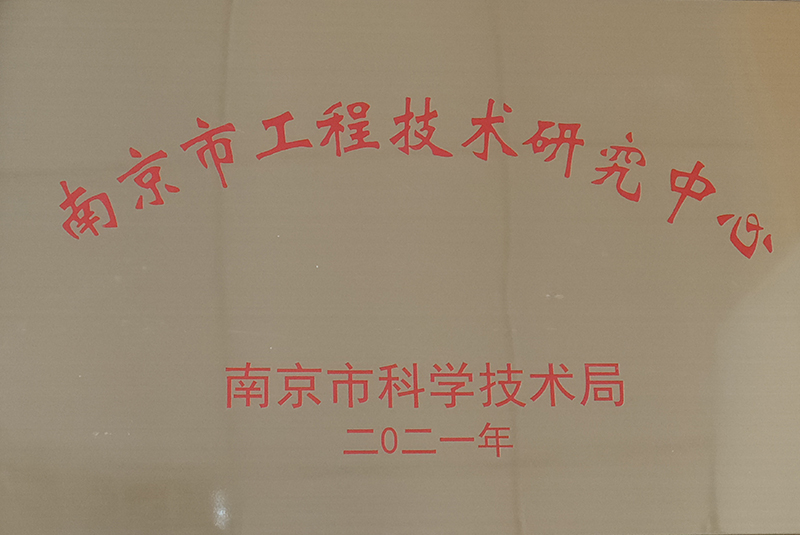 南京市工程技术研究中心
南京市科学技术局
二0二一年